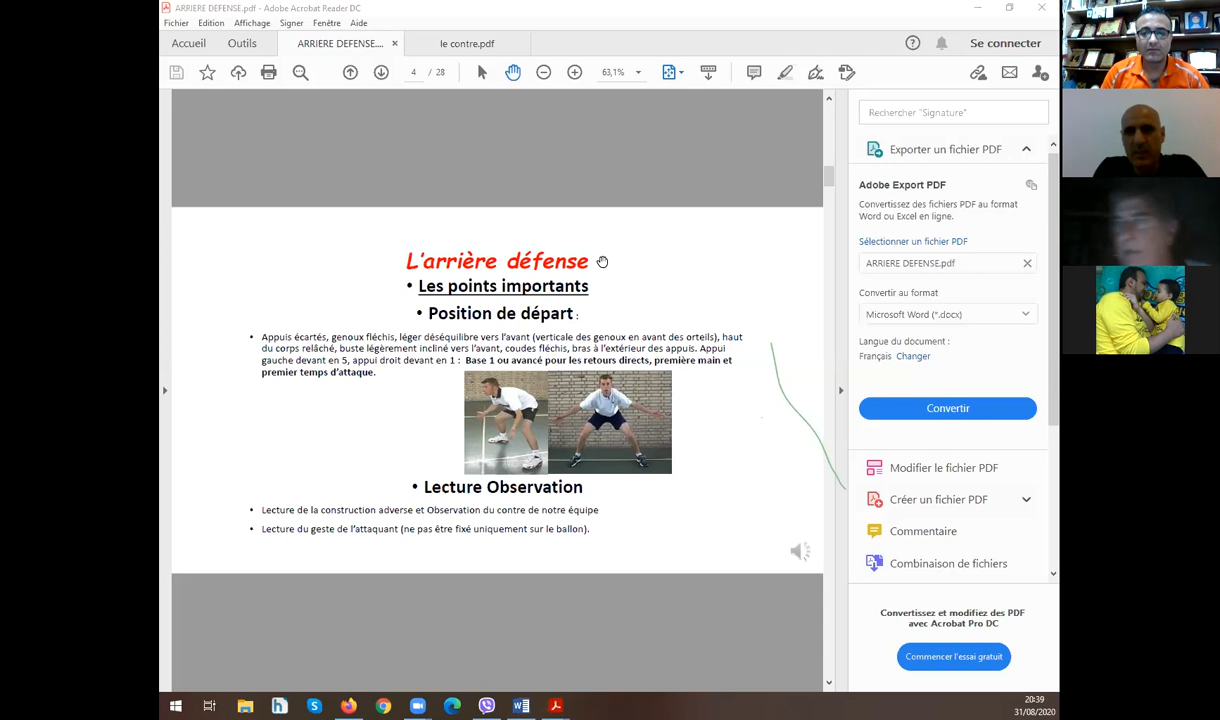 ARRIERE DEFENSE.pdf - Adobe Acrobat Reader DC
Fichier Edition Affichage Signer Fenêtre Aide
Accueil Outils ARRIERE DEFENSE.... × le contre.pdf Se connecter
4 / 28 63,1%
Rechercher "Signature"
Exporter un fichier PDF
Adobe Export PDF
Convertissez des fichiers PDF au format
Word ou Excel en ligne.
Sélectionner un fichier PDF
ARRIERE DEFENSE.pdf ×
Convertir au format
Microsoft Word (*.docx)
Langue du document :
Français Changer
Convertir
Modifier le fichier PDF
Créer un fichier PDF
Commentaire
Combinaison de fichiers
Convertissez et modifiez des PDF
avec Acrobat Pro DC
Commencer l'essai gratuit
L'arrière défense
• Les points importants
• Position de départ :
• Appuis écartés, genoux fléchis, léger déséquilibre vers l'avant (verticale des genoux en avant des orteils), haut
du corps relâché, buste légèrement incliné vers l'avant, coudes fléchis, bras à l'extérieur des appuis. Appui
gauche devant en 5, appui droit devant en 1 : Base 1 ou avancé pour les retours directs, première main et
premier temps d'attaque.
• Lecture Observation
• Lecture de la construction adverse et Observation du contre de notre équipe
• Lecture du geste de l'attaquant (ne pas être fixé uniquement sur le ballon).
20:39
31/08/2020